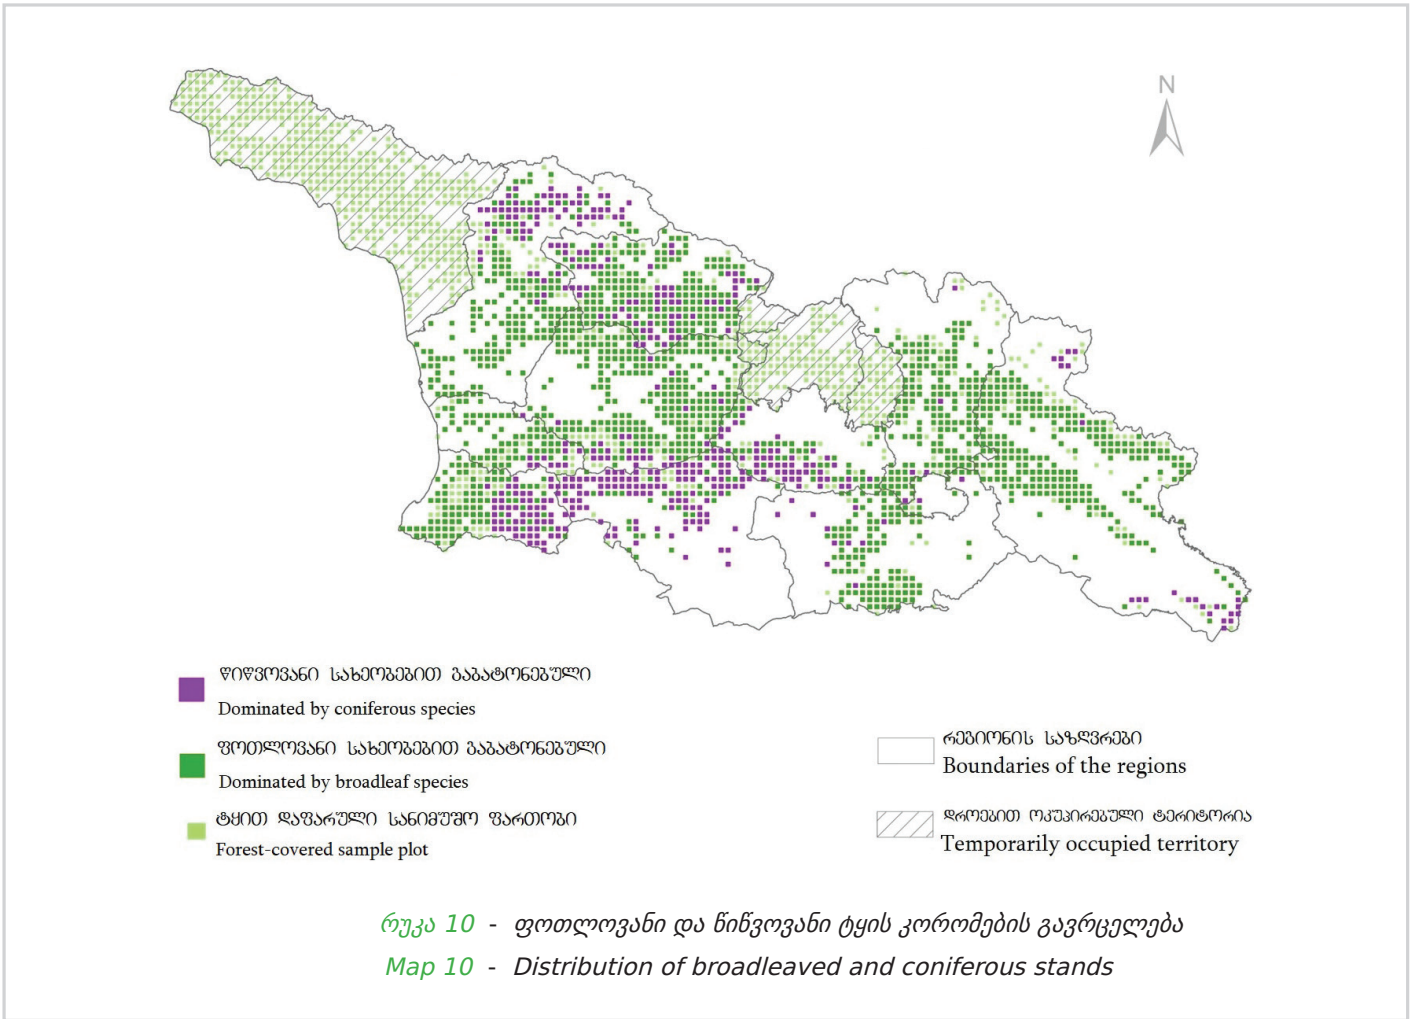 N
წიწვოვანი სახეობებით გაბატონებული
Dominated by coniferous species
ფოთლოვანი სახეობებით გაბატონებული
Dominated by broadleaf species
ტყით დაფარული სანიმუშო ფართობი
Forest-covered sample plot
რეგიონის საზღვრები
Boundaries of the regions
დროებით ოკუპირებული ტერიტორია
Temporarily occupied territory
რუკა 10 - ფოთლოვანი და წიწვოვანი ტყის კორომების გავრცელება
Map 10 - Distribution of broadleaved and coniferous stands